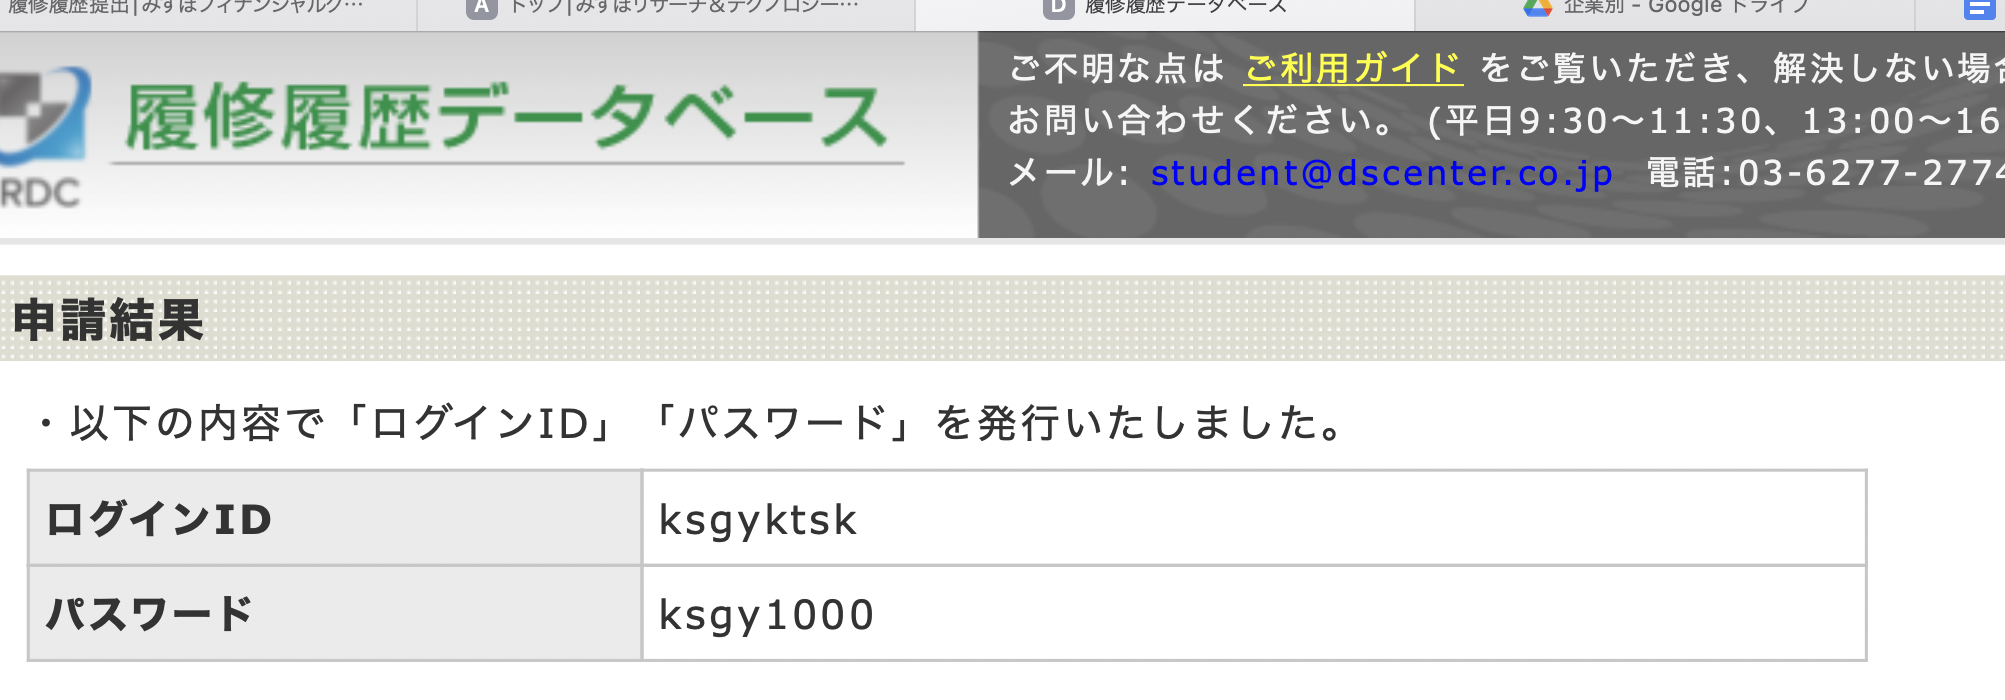 履修履歴提出|みずほフィナンシャルグ…
A トップ|みずほリサーチ＆テクノロジー…
D 履修履歴データベース
企業別 - Google ドライブ
RDC
履修履歴データベース
ご不明な点は ご利用ガイド をご覧いただき、解決しない場合
お問い合わせください。 (平日9:30～11:30、13:00～16
メール: student@dscenter.co.jp 電話:03-6277-2774
申請結果
・以下の内容で「ログインID」「パスワード」を発行いたしました。
ログインID ksgyktsk
パスワード ksgy1000